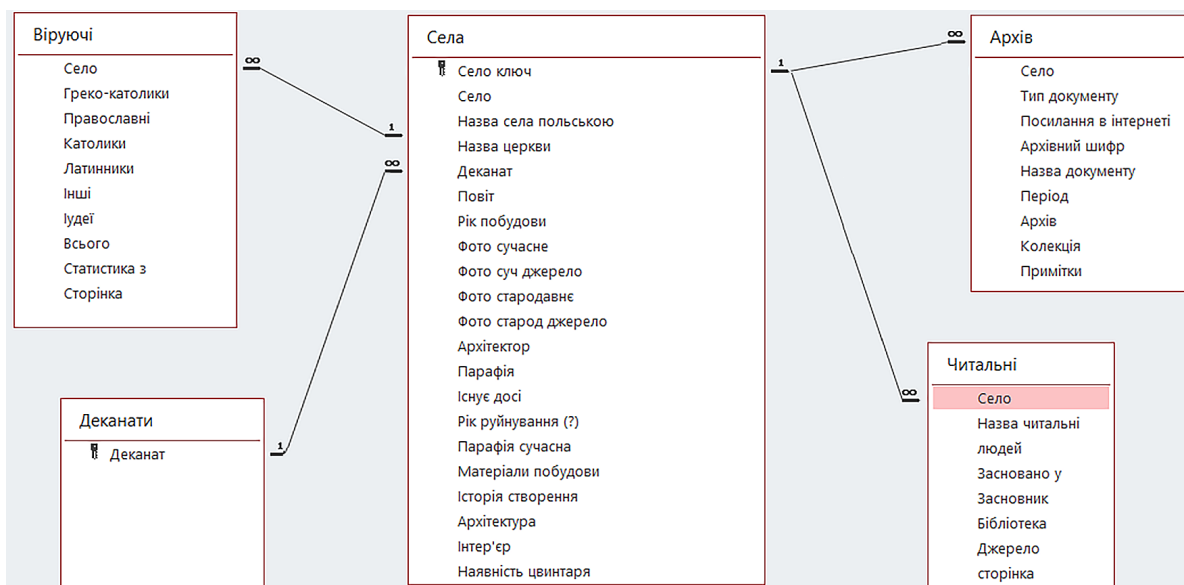 Віруючі
Село
Греко-католики
Православні
Католики
Латинники
Інші
Іудеї
Всього
Статистика з
Сторінка
∞
1
∞
Деканати
Деканат
1
Села
Село ключ
Село
Назва села польською
Назва церкви
Деканат
Повіт
Рік побудови
Фото сучасне
Фото суч джерело
Фото стародавнє
Фото старод джерело
Архітектор
Парафія
Існує досі
Рік руйнування (?)
Парафія сучасна
Матеріали побудови
Історія створення
Архітектура
Інтер'єр
Наявність цвинтаря
1
∞
Архів
Село
Тип документу
Посилання в інтернеті
Архівний шифр
Назва документу
Період
Архів
Колекція
Примітки
∞
Читальні
Село
Назва читальні
людей
Засновано у
Засновник
Бібліотека
Джерело
сторінка